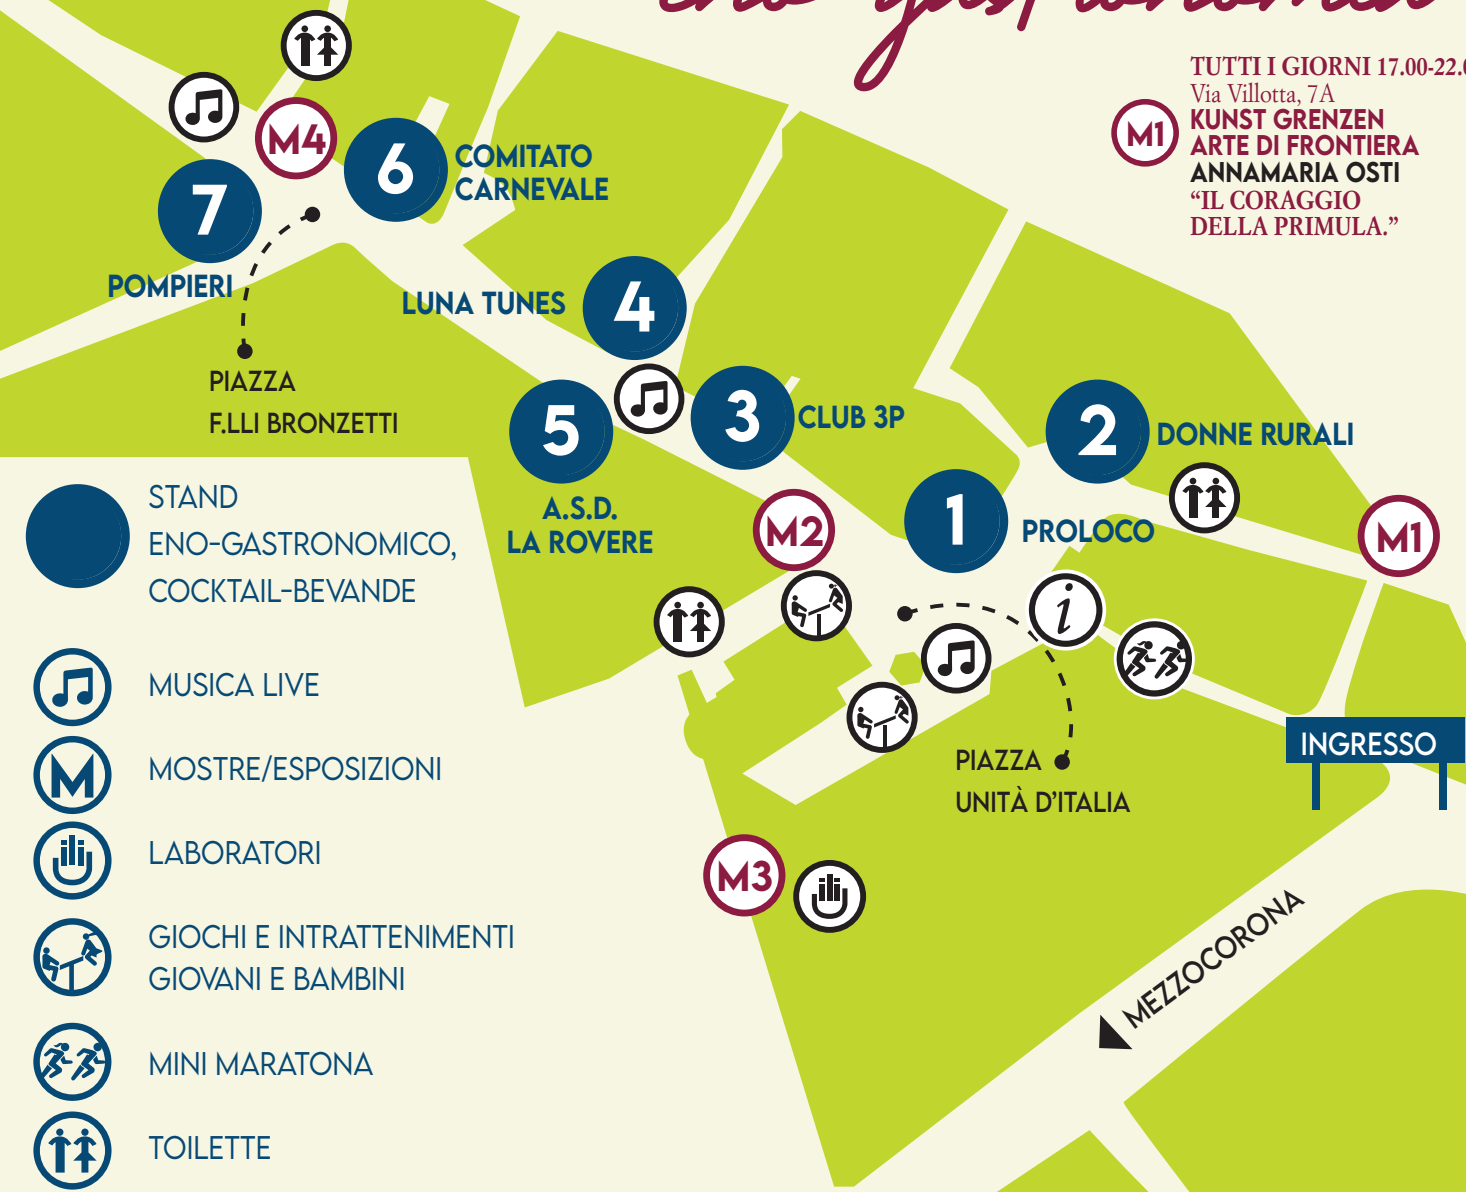 TUTTI I GIORNI 17.00-22.0
Via Villotta, 7A
M1
KUNST GRENZEN
ARTE DI FRONTIERA
ANNAMARIA OSTI
“IL CORAGGIO
DELLA PRIMULA.”
M4
6
COMITATO
CARNEVALE
7
POMPIERI
LUNA TUNES
4
PIAZZA
F.LLI BRONZETTI
5
A.S.D.
LA ROVERE
3
CLUB 3P
2
DONNE RURALI
M2
1
PROLOCO
M1
i
PIAZZA
UNITÀ D’ITALIA
INGRESSO
M3
MEZZOCORONA
STAND
ENO-GASTRONOMICO,
COCKTAIL-BEVANDE
MUSICA LIVE
M
MOSTRE/ESPOSIZIONI
LABORATORI
GIOCHI E INTRATTENIMENTI
GIOVANI E BAMBINI
MINI MARATONA
TOILETTE